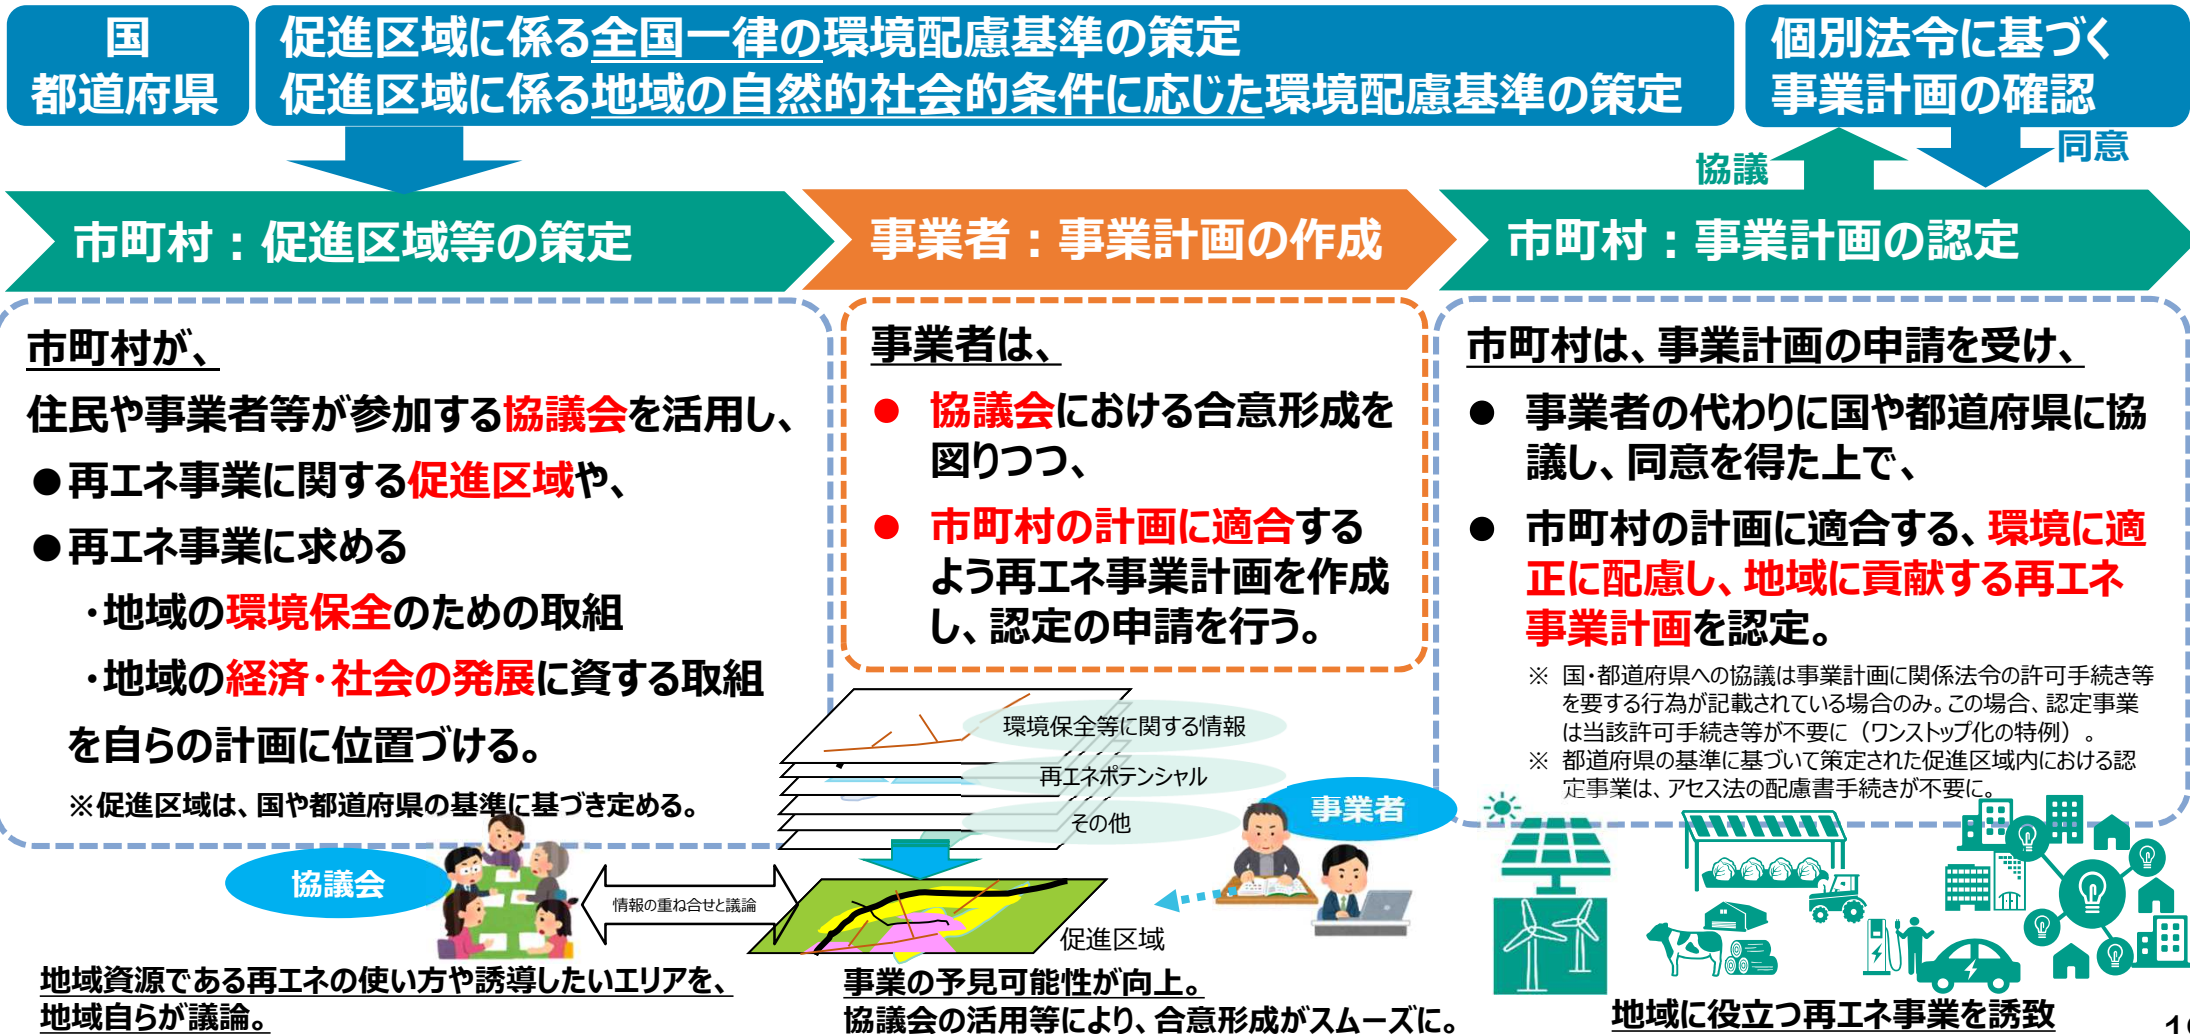 国
都道府県
促進区域に係る全国一律の環境配慮基準の策定
促進区域に係る地域の自然的社会的条件に応じた環境配慮基準の策定
個別法令に基づく
事業計画の確認
協議
同意
市町村：促進区域等の策定
事業者：事業計画の作成
市町村：事業計画の認定
市町村が、
住民や事業者等が参加する協議会を活用し、
●再エネ事業に関する促進区域や、
●再エネ事業に求める
・地域の環境保全のための取組
・地域の経済・社会の発展に資する取組
を自らの計画に位置づける。
※促進区域は、国や都道府県の基準に基づき定める。
事業者は、
● 協議会における合意形成を
図りつつ、
● 市町村の計画に適合する
よう再エネ事業計画を作成
し、認定の申請を行う。
市町村は、事業計画の申請を受け、
● 事業者の代わりに国や都道府県に協
議し、同意を得た上で、
● 市町村の計画に適合する、環境に適
正に配慮し、地域に貢献する再エネ
事業計画を認定。
※ 国・都道府県への協議は事業計画に関係法令の許可手続き等
を要する行為が記載されている場合のみ。この場合、認定事業
は当該許可手続き等が不要に（ワンストップ化の特例）。
※ 都道府県の基準に基づいて策定された促進区域内における認
定事業は、アセス法の配慮書手続きが不要に。
環境保全等に関する情報
再エネポテンシャル
その他
事業者
協議会
情報の重ね合せと議論
促進区域
地域資源である再エネの使い方や誘導したいエリアを、
地域自らが議論。
事業の予見可能性が向上。
協議会の活用等により、合意形成がスムーズに。
地域に役立つ再エネ事業を誘致